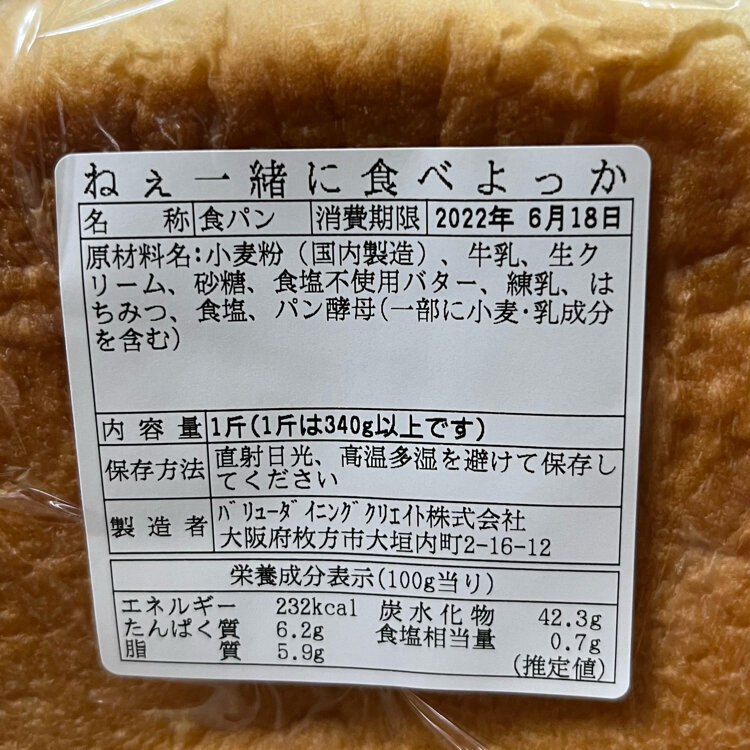 ねぇ一緒に食べよっか
名 称 食パン 消費期限 2022年 6月18日
原材料名:小麦粉（国内製造）、牛乳、生ク
リーム、砂糖、食塩不使用バター、練乳、は
ちみつ、食塩、パン酵母(一部に小麦・乳成分
を含む)
内容量 1斤(1斤は340g以上です)
保存方法 直射日光、高温多湿を避けて保存し
てください
製造者 ﾊﾞﾘｭｰﾀﾞｲﾆﾝｸﾞｸﾘｴｲﾄ株式会社
大阪府枚方市大垣内町2-16-12
栄養成分表示(100g当り)
エネルギー 232kcal 炭水化物 42.3g
たんぱく質 6.2g 食塩相当量 0.7g
脂 質 5.9g (推定値)